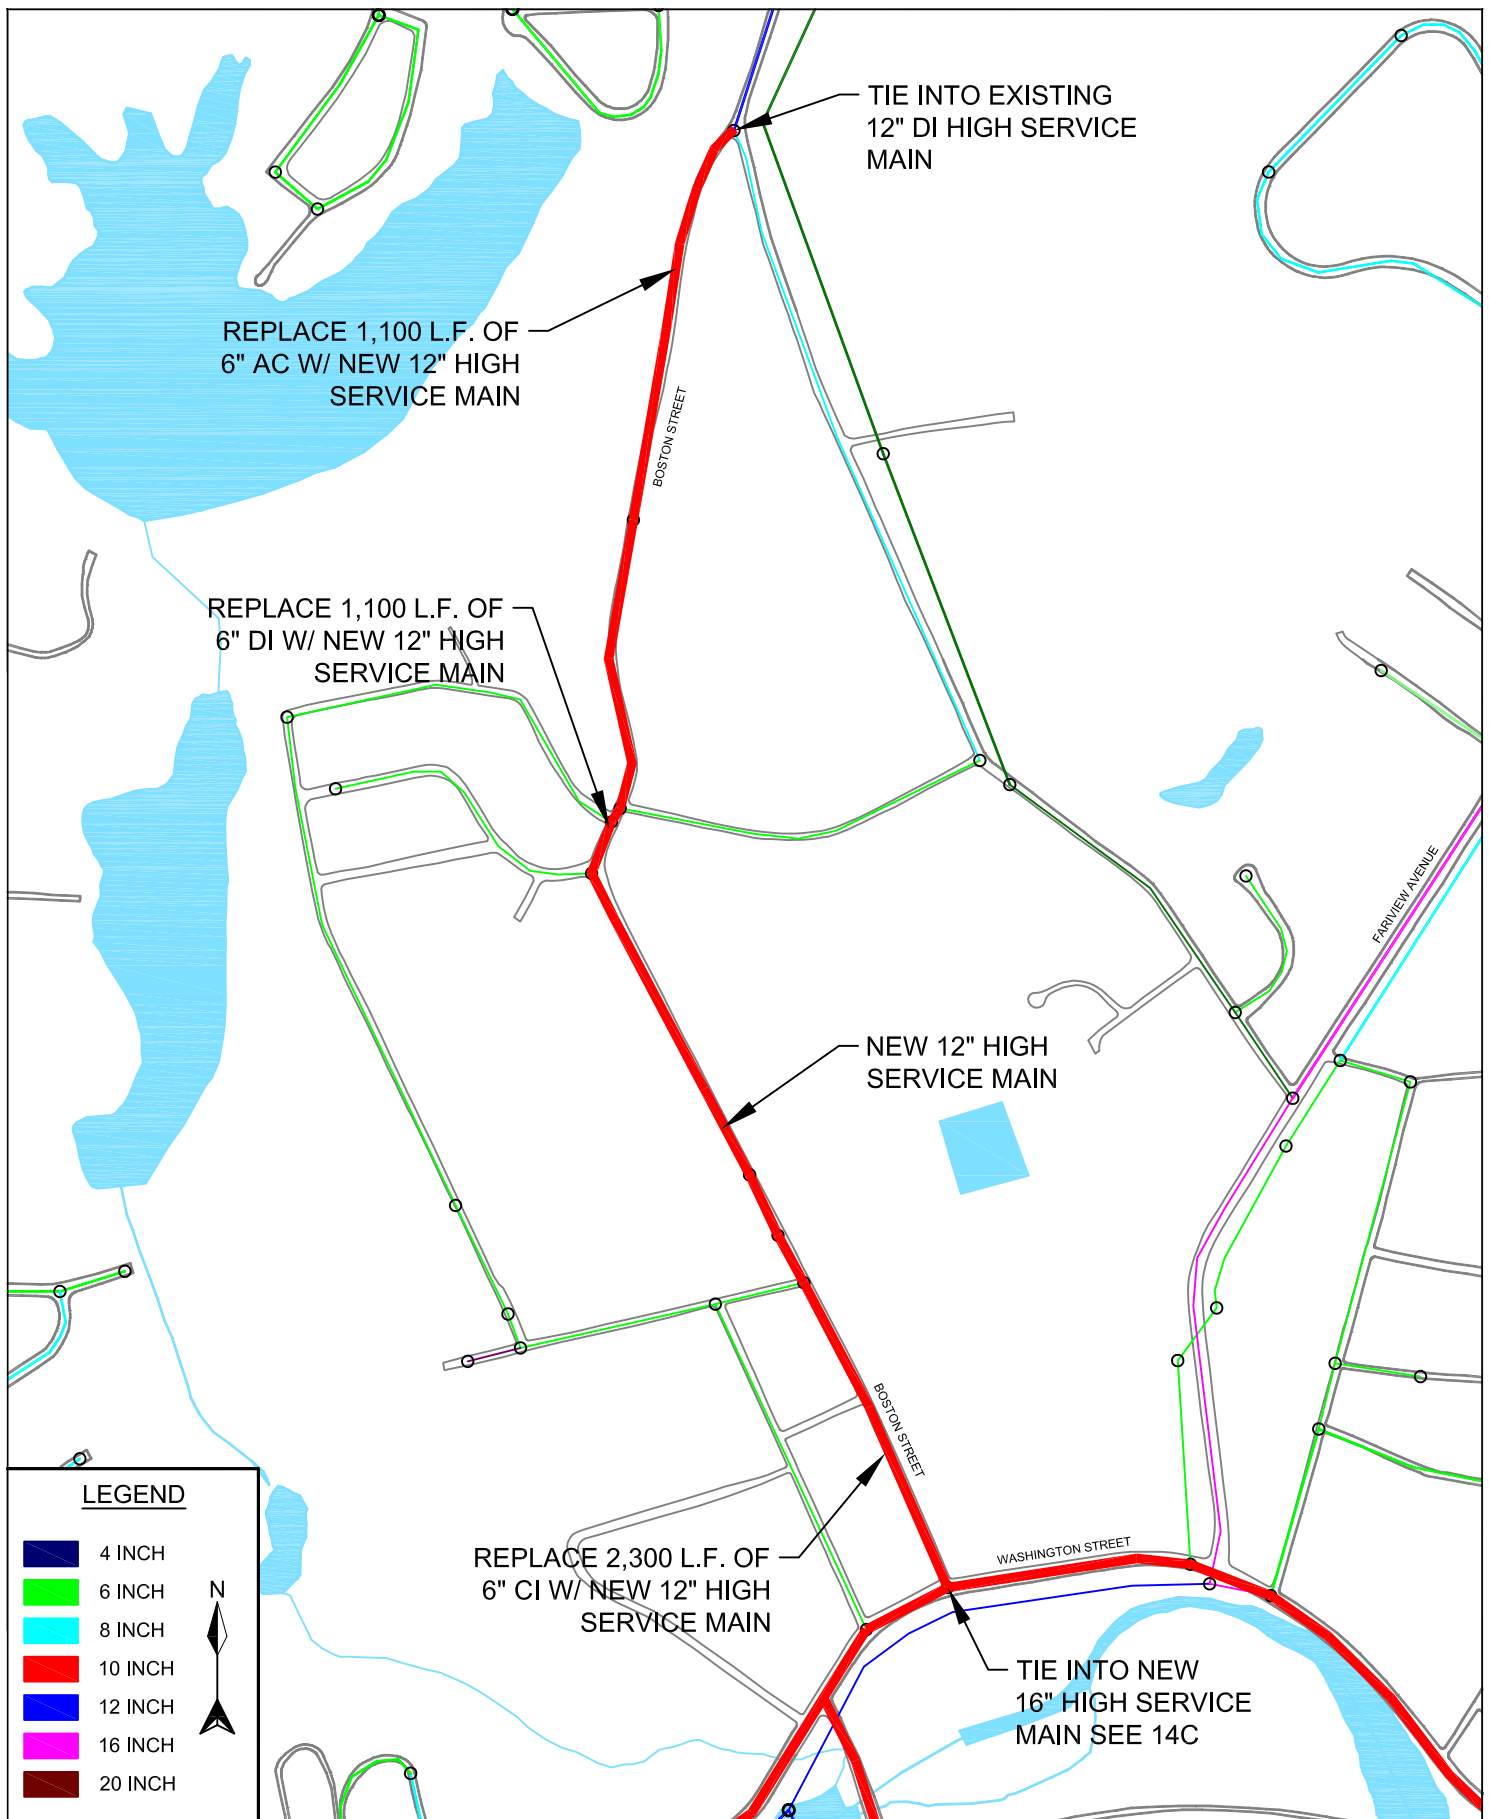 TIE INTO EXISTING
12" DI HIGH SERVICE
MAIN
REPLACE 1,100 L.F. OF
6" AC W/ NEW 12" HIGH
SERVICE MAIN
BOSTON STREET
REPLACE 1,100 L.F. OF
6" DI W/ NEW 12" HIGH
SERVICE MAIN
FARIVIEW AVENUE
NEW 12" HIGH
SERVICE MAIN
BOSTON STREET
WASHINGTON STREET
REPLACE 2,300 L.F. OF
6" CI W/ NEW 12" HIGH
SERVICE MAIN
TIE INTO NEW
16" HIGH SERVICE
MAIN SEE 14C
LEGEND
4 INCH
6 INCH
8 INCH
10 INCH
12 INCH
16 INCH
20 INCH
N